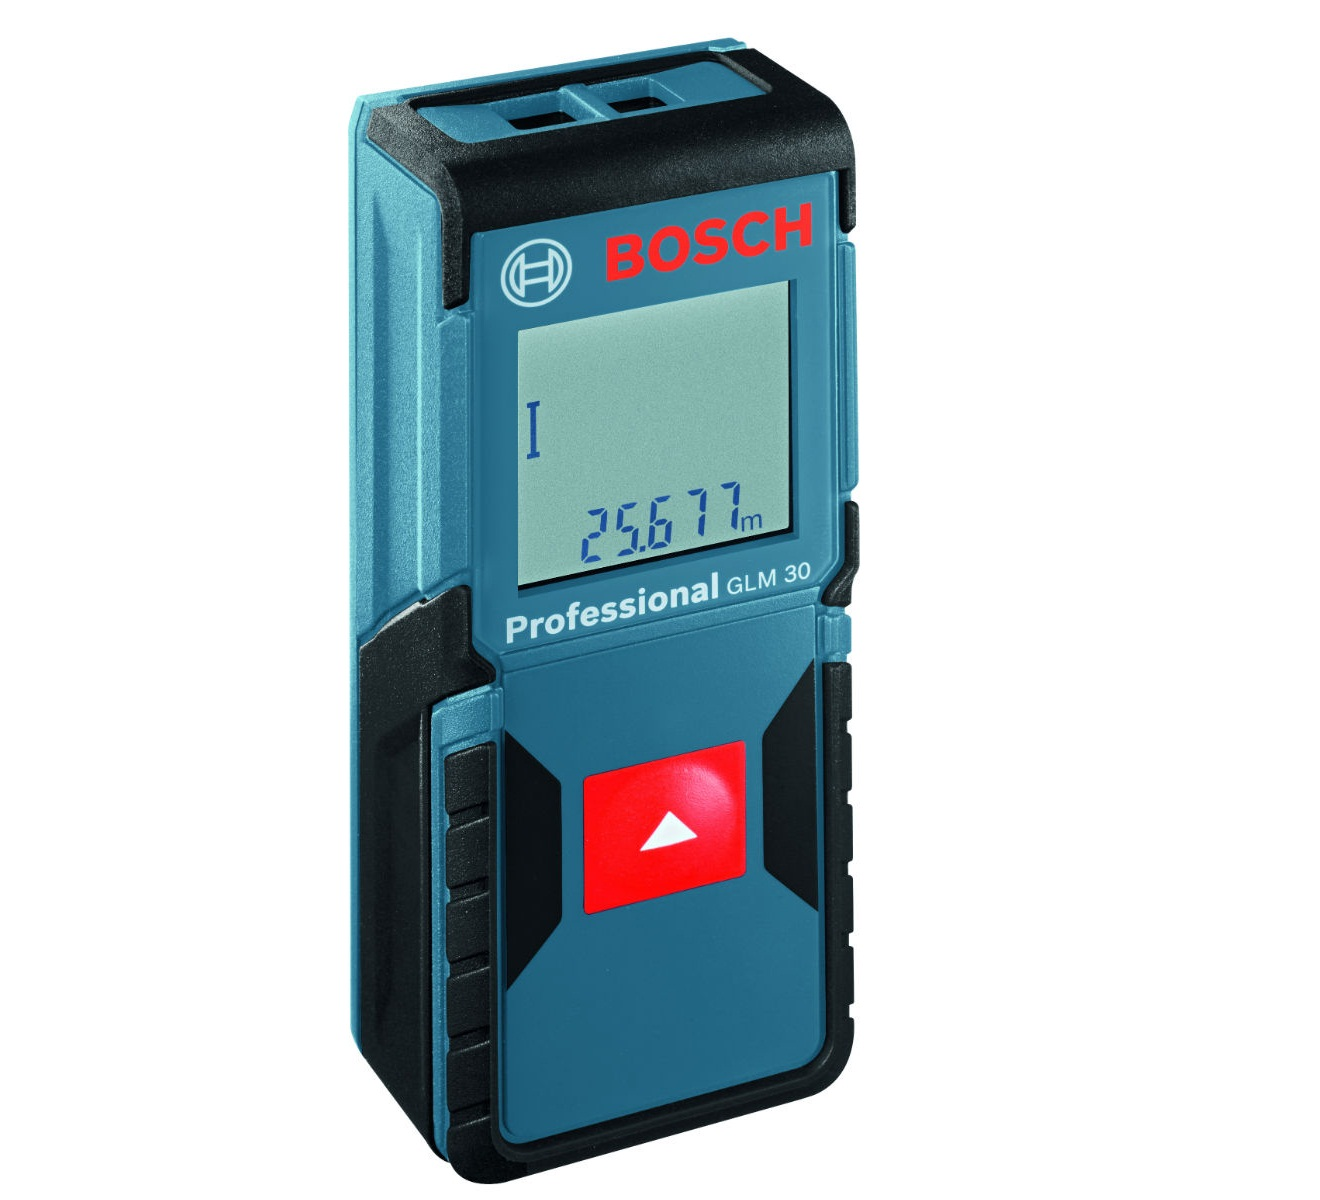 BOSCH
25.677m
Professional GLM 30